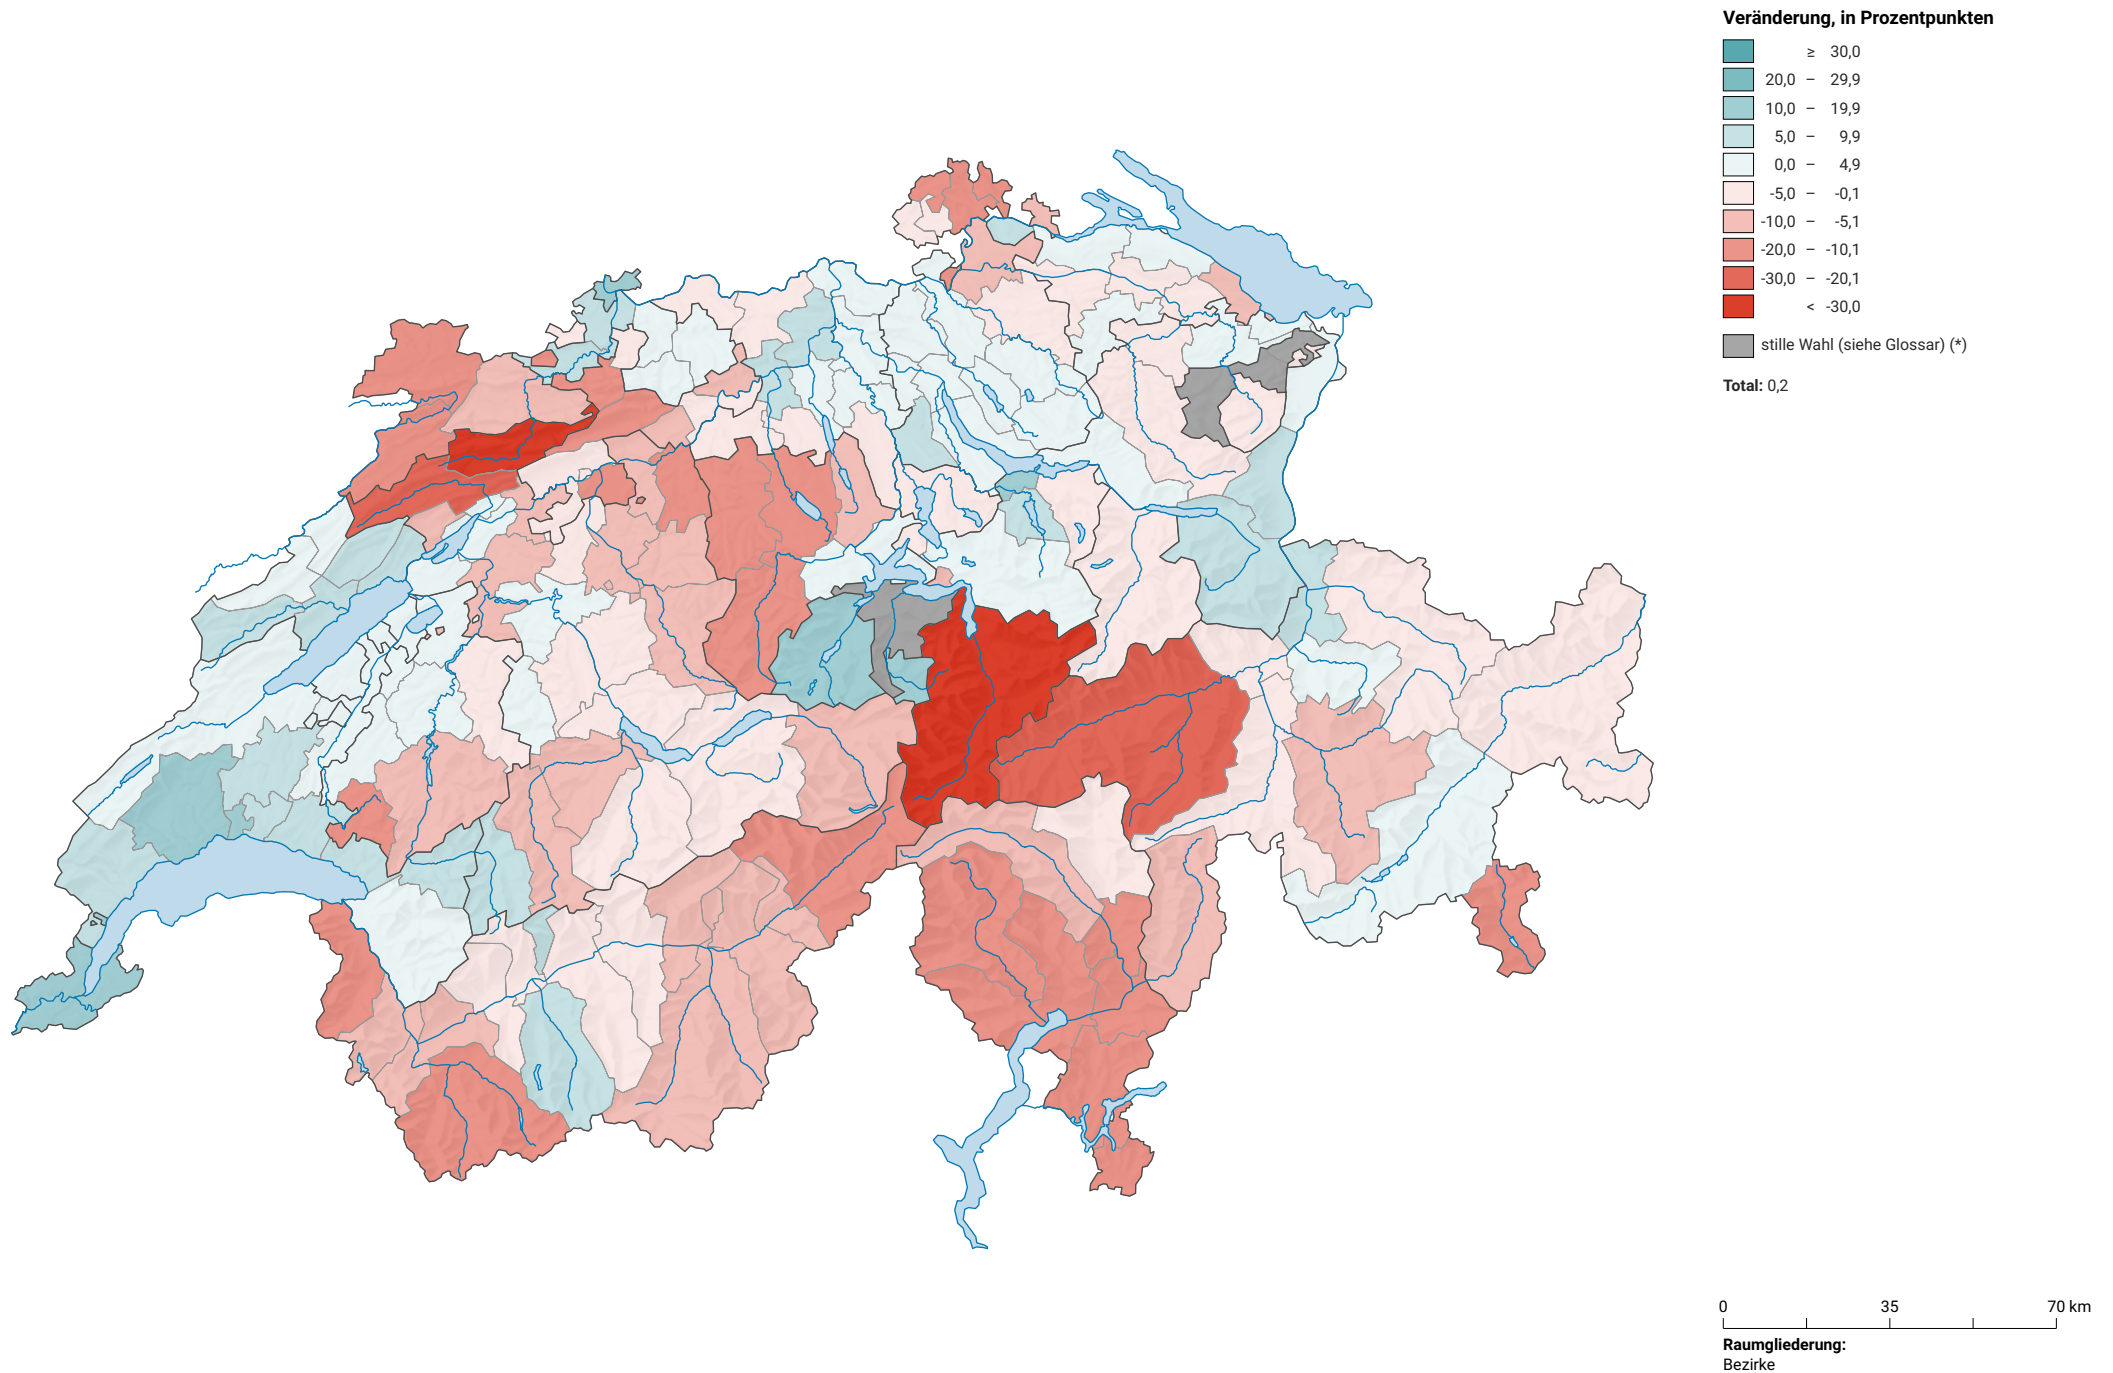 Veränderung, in Prozentpunkten
≥ 30,0
20,0 – 29,9
10,0 – 19,9
5,0 – 9,9
0,0 – 4,9
-5,0 – -0,1
-10,0 – -5,1
-20,0 – -10,1
-30,0 – -20,1
< -30,0
stille Wahl (siehe Glossar) (*)
Total: 0,2
0 35 70 km
Raumgliederung:
Bezirke